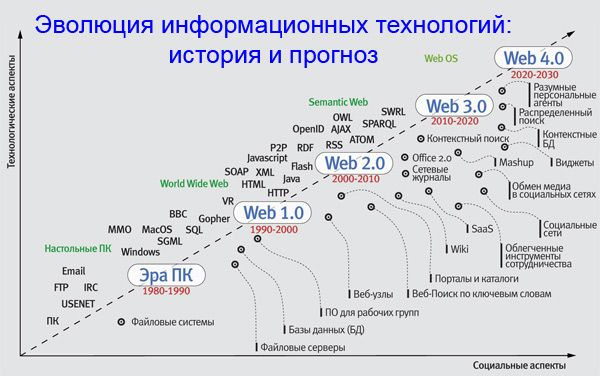 Эволюция информационных технологий:
история и прогноз
Технологические аспекты
Социальные аспекты
Web OS
Web 4.0
2020-2030
Semantic Web
Web 3.0
2010-2020
World Wide Web
Web 2.0
2000-2010
Web 1.0
1990-2000
Настольные ПК
Эра ПК
1980-1990
SWRL
OWL
SPARQL
OpenID
AJAX
ATOM
P2P
RDF
RSS
Javascript
Flash
SOAP
XML
Java
HTML
HTTP
VR
BBC
Gopher
MMO
MacOS
SQL
SGML
Windows
Email
FTP
IRC
USENET
ПК
Разумные
персональные
агенты
Распределенный
поиск
Контекстные
БД
Виджеты
Контекстный поиск
Mashup
Office 2.0
Сетевые
журналы
Обмен медиа
в социальных сетях
SaaS
Социальные
сети
Wiki
Облегченные
инструменты
сотрудничества
Порталы и каталоги
Веб-узлы
Веб-Поиск по ключевым словам
ПО для рабочих групп
Файловые системы
Базы данных (БД)
Файловые серверы